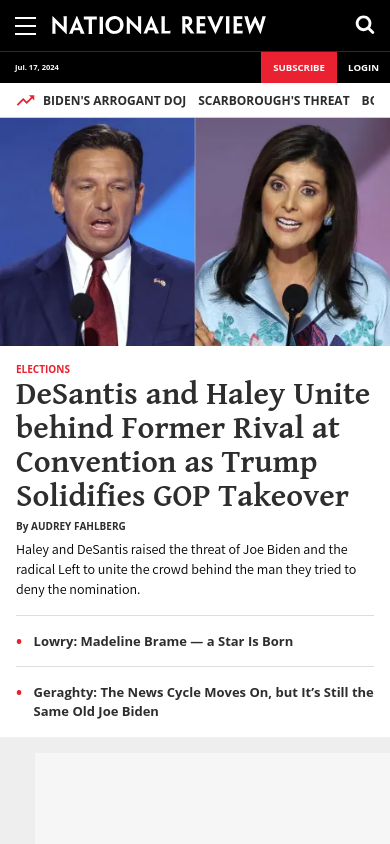 NATIONAL REVIEW
Jul. 17, 2024
SUBSCRIBE
LOGIN
BIDEN'S ARROGANT DOJ SCARBOROUGH'S THREAT
ELECTIONS
DeSantis and Haley Unite
behind Former Rival at
Convention as Trump
Solidifies GOP Takeover
By AUDREY FAHLBERG
Haley and DeSantis raised the threat of Joe Biden and the
radical Left to unite the crowd behind the man they tried to
deny the nomination.
Lowry: Madeline Brame — a Star Is Born
Geraghty: The News Cycle Moves On, but It’s Still the
Same Old Joe Biden